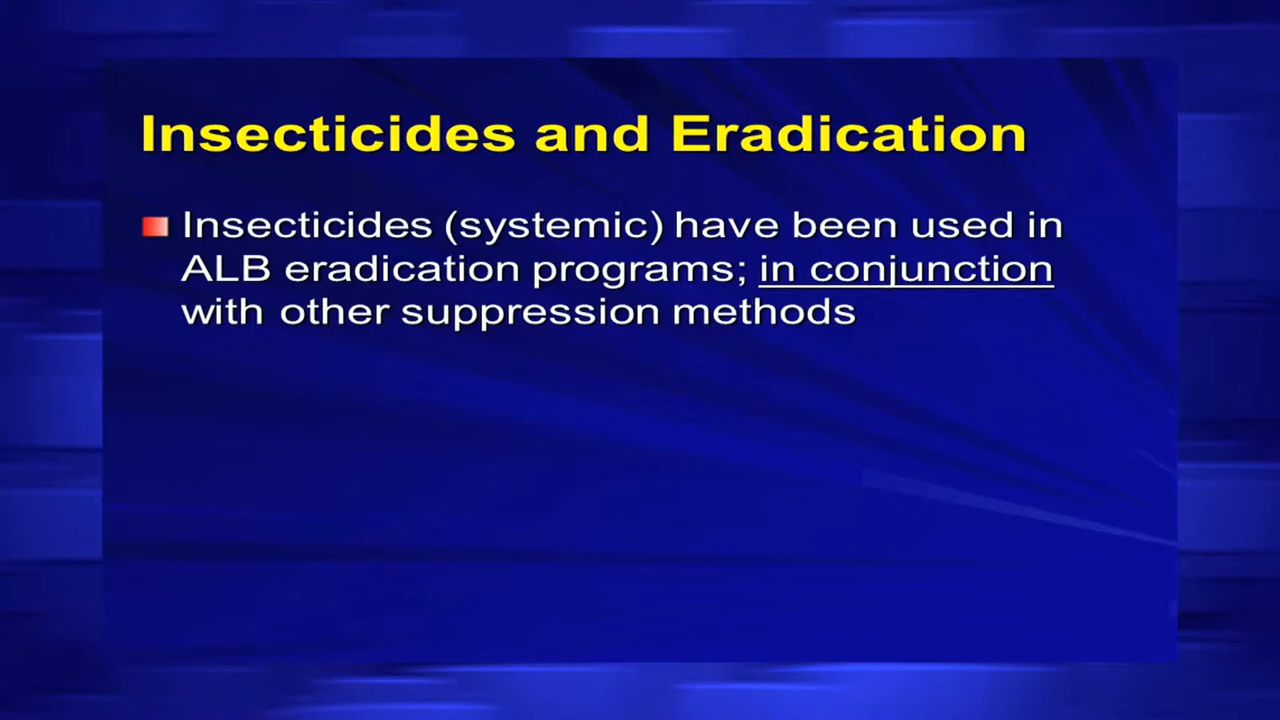 Insecticides and Eradication
Insecticides (systemic) have been used in
ALB eradication programs; in conjunction
with other suppression methods